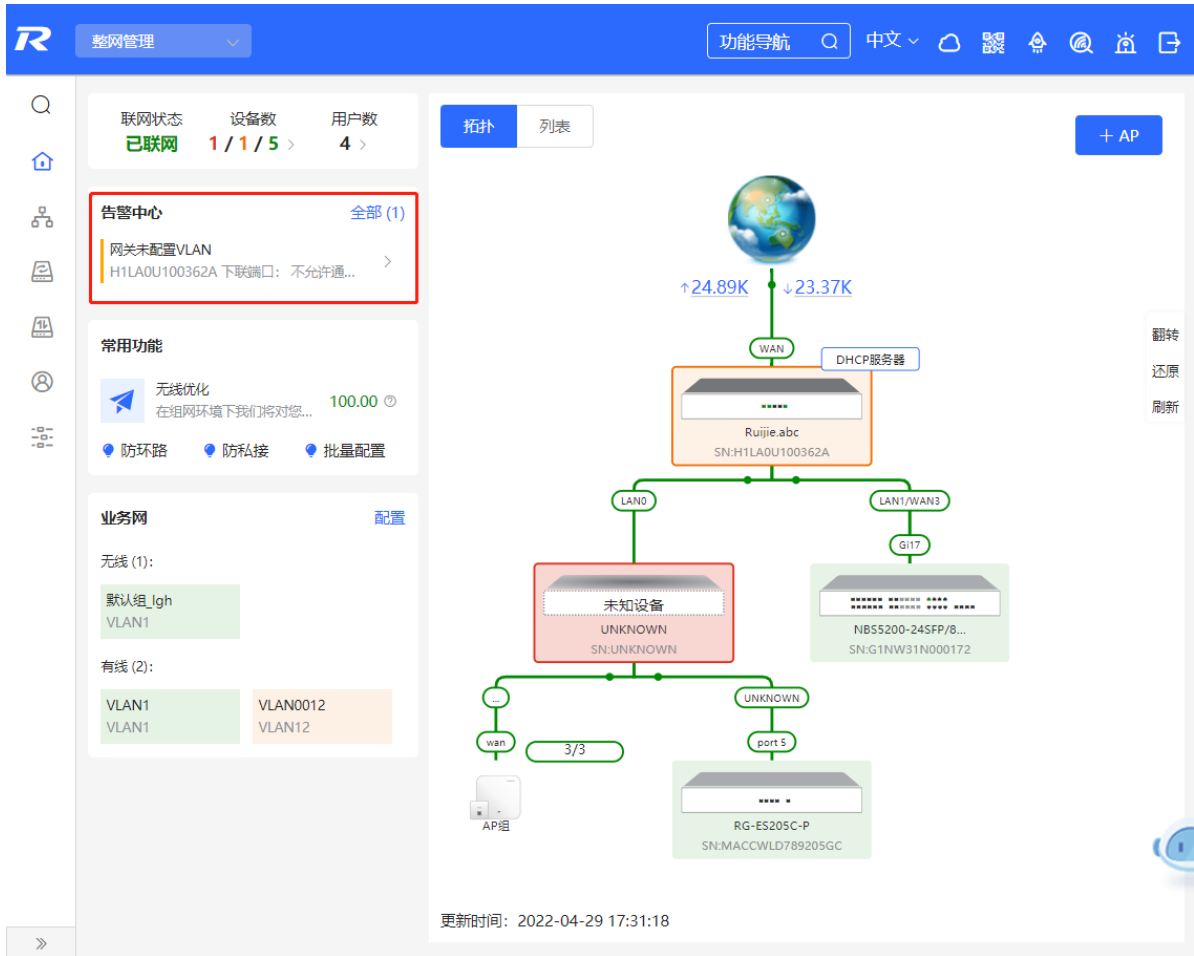 整网管理
功能导航
中文
联网状态 设备数 用户数
已联网 1 / 1 / 5 4
告警中心 全部 (1)
网关未配置VLAN
H1LA0U100362A 下联端口： 不允许通...
常用功能
无线优化
在组网环境下我们将对您...
100.00
防环路 防私接 批量配置
业务网 配置
无线 (1):
默认组_lgh
VLAN1
有线 (2):
VLAN1 VLAN0012
VLAN1 VLAN12
拓扑 列表
+ AP
↑24.89K ↓23.37K
WAN
DHCP服务器
Ruijie.abc
SN:H1LA0U100362A
LAN0 LAN1/WAN3
Gi17
未知设备
UNKNOWN
SN:UNKNOWN
NBS5200-24SFP/8...
SN:G1NW31N000172
... UNKNOWN
wan 3/3 port 5
AP组
RG-ES205C-P
SN:MACCWLD789205GC
翻转
还原
刷新
更新时间：2022-04-29 17:31:18